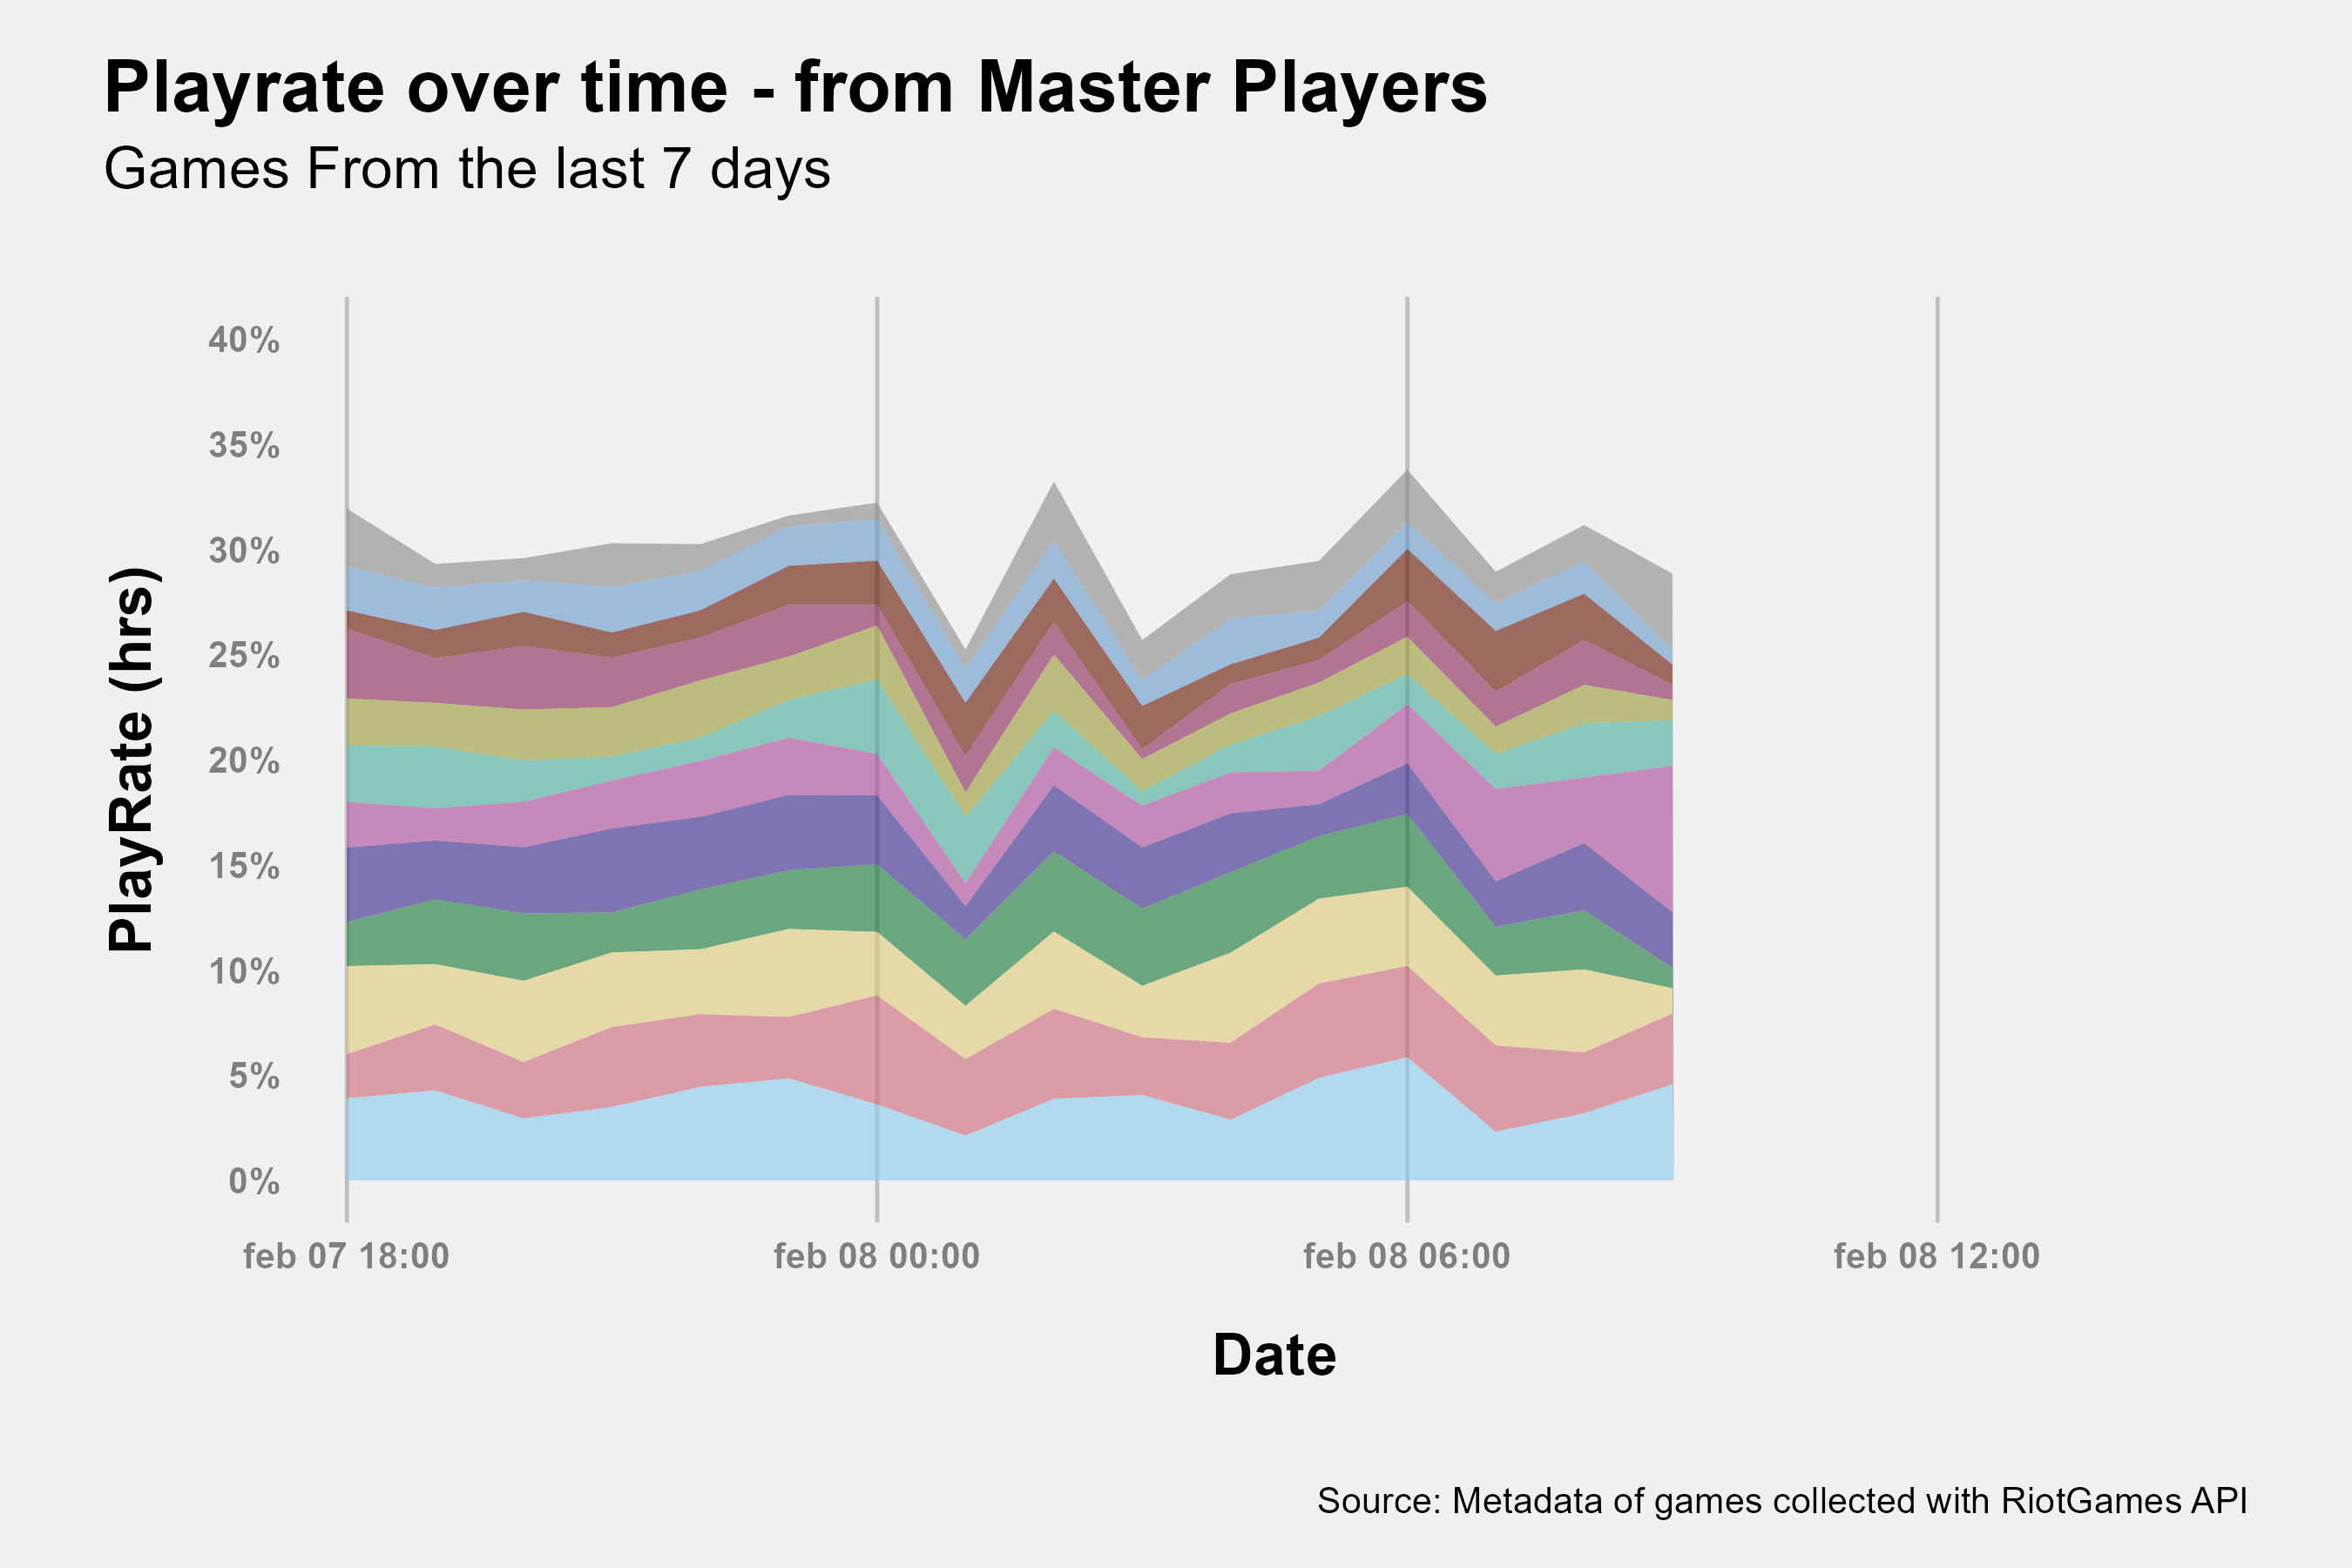 Playrate over time - from Master Players
Games From the last 7 days
PlayRate (hrs)
40%
35%
30%
25%
20%
15%
10%
5%
0%
feb 07 18:00
feb 08 00:00
feb 08 06:00
feb 08 12:00
Date
Source: Metadata of games collected with RiotGames API